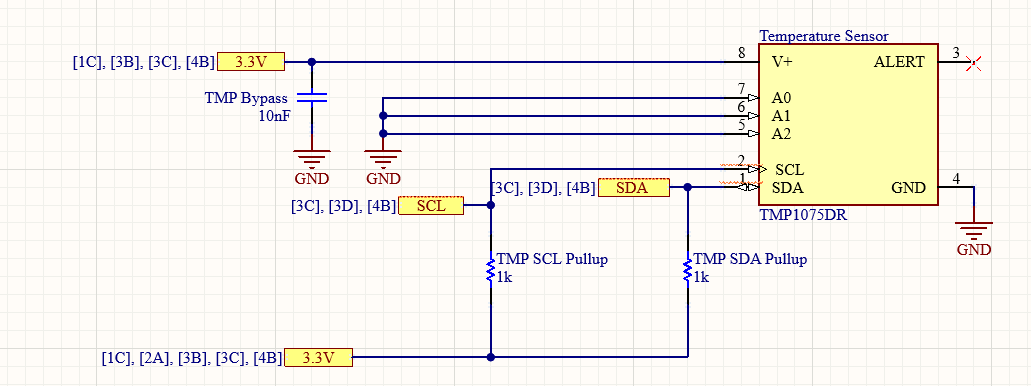 Temperature Sensor
[1C], [3B], [3C], [4B] 3.3V
8 V+ ALERT 3
TMP Bypass
10nF
7 A0
6 A1
5 A2
GND
GND
2 SCL
[3C], [3D], [4B] SDA
1 SDA GND 4
[3C], [3D], [4B] SCL
TMP1075DR
GND
TMP SCL Pullup
1k
TMP SDA Pullup
1k
[1C], [2A], [3B], [3C], [4B] 3.3V